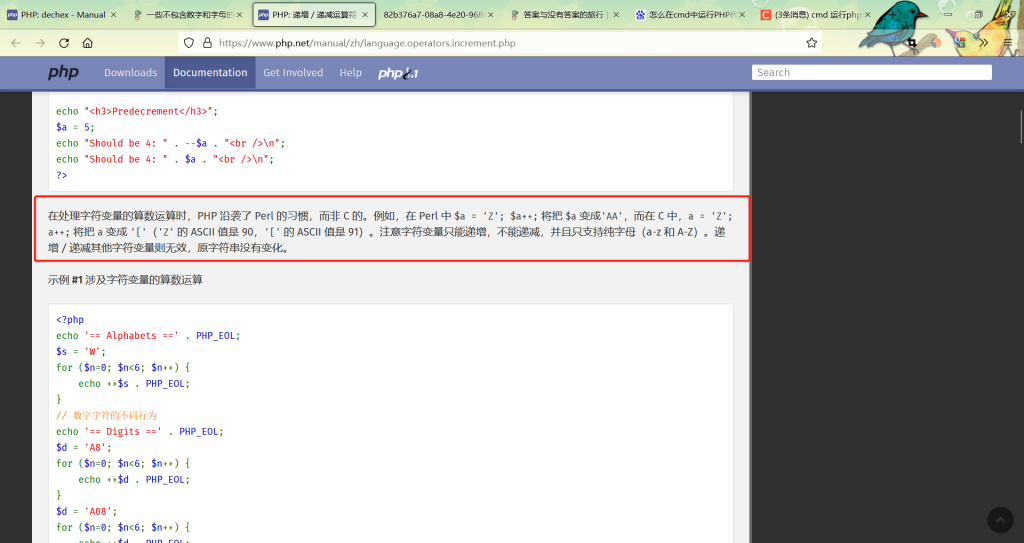 PHP: dechex - Manual
一些不包含数字和字母的
PHP: 递增 / 递减运算符
82b376a7-08a8-4e20-968
答案与没有答案的旅行
怎么在cmd中运行PHP代
(3条消息) cmd 运行php
https://www.php.net/manual/zh/language.operators.increment.php
php Downloads Documentation Get Involved Help php8.1 Search
echo "<h3>Predecrement</h3>";
$a = 5;
echo "Should be 4: " . --$a . "<br />\n";
echo "Should be 4: " . $a . "<br />\n";
?>
在处理字符变量的算数运算时，PHP 沿袭了 Perl 的习惯，而非 C 的。例如，在 Perl 中 $a = 'Z'; $a++; 将把 $a 变成'AA'，而在 C 中，a = 'Z';
a++; 将把 a 变成 '['（'Z' 的 ASCII 值是 90，'[' 的 ASCII 值是 91）。注意字符变量只能递增，不能递减，并且只支持纯字母（a-z 和 A-Z）。递
增 / 递减其他字符变量则无效，原字符串没有变化。
示例 #1 涉及字符变量的算数运算
<?php
echo '== Alphabets ==' . PHP_EOL;
$s = 'W';
for ($n=0; $n<6; $n++) {
    echo ++$s . PHP_EOL;
}
// 数字字符的不同行为
echo '== Digits ==' . PHP_EOL;
$d = 'A8';
for ($n=0; $n<6; $n++) {
    echo ++$d . PHP_EOL;
}
$d = 'A08';
for ($n=0; $n<6; $n++) {
    echo ++$d . PHP_EOL;